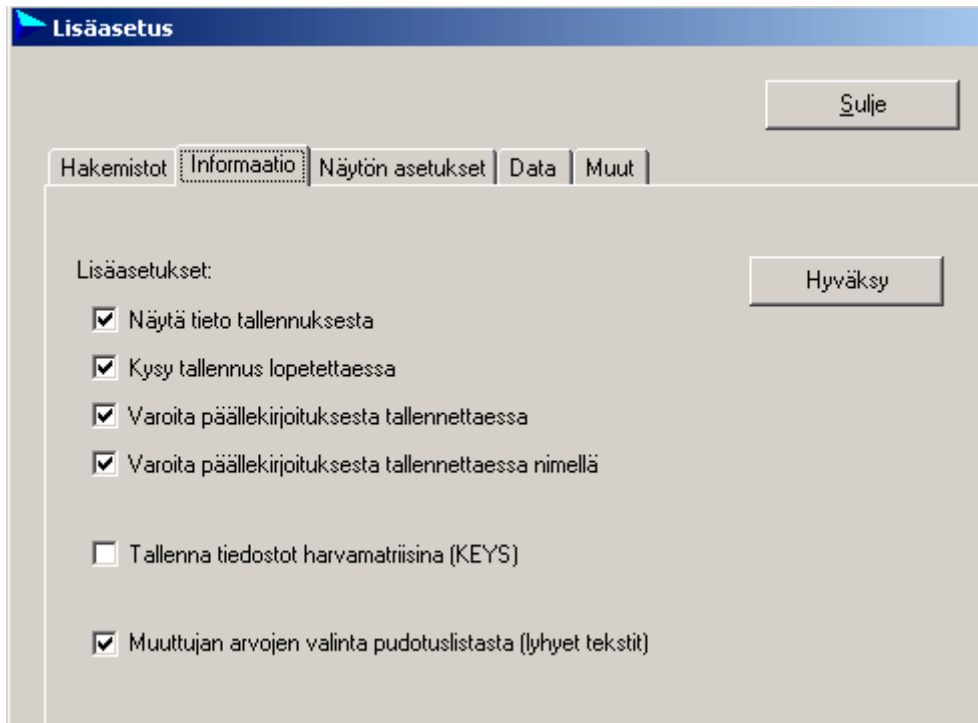 Lisäasetus
Sulje
Hakemistot Informaatio Näytön asetukset Data Muut
Lisäasetukset:
Hyväksy
Näytä tieto tallennuksesta
Kysy tallennus lopetettaessa
Varoita päällekirjoituksesta tallennettaessa
Varoita päällekirjoituksesta tallennettaessa nimellä
Tallenna tiedostot harvamatriisina (KEYS)
Muuttujan arvojen valinta pudotuslistasta (lyhyet tekstit)